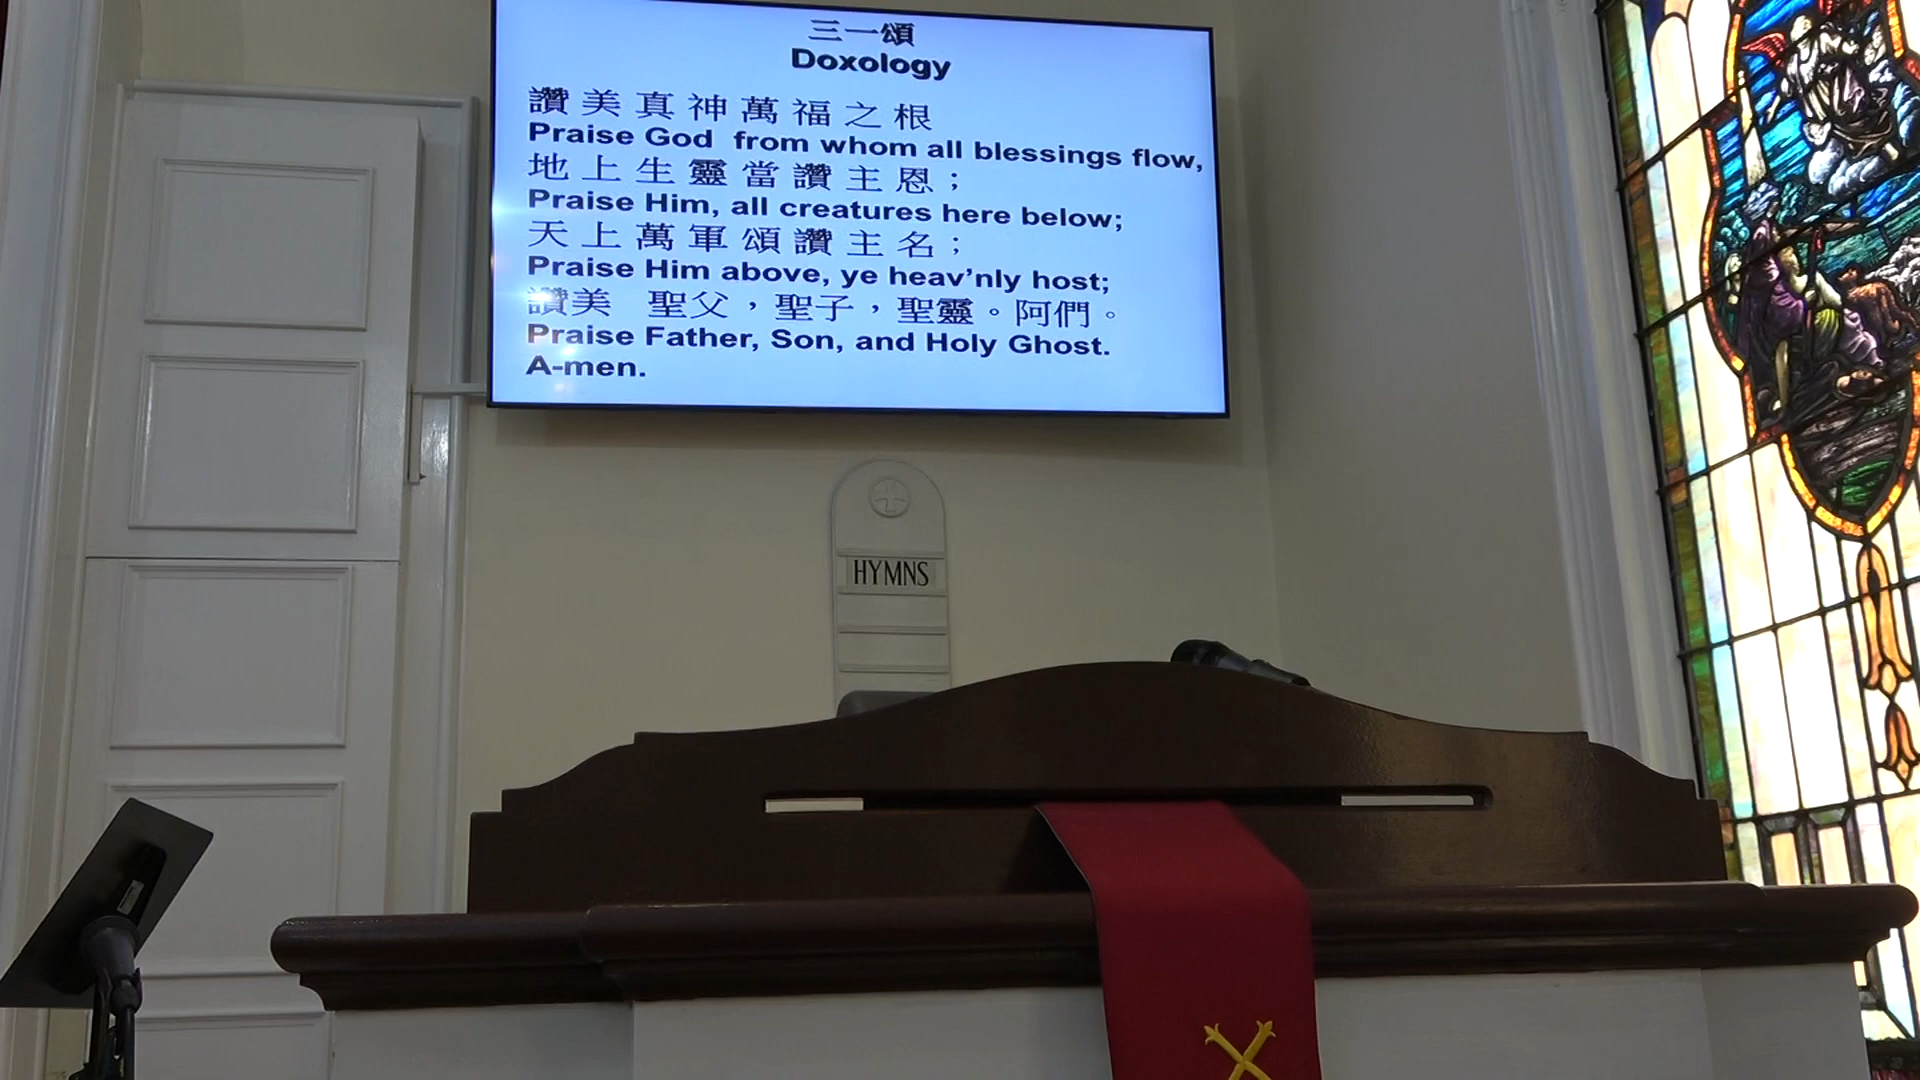 三一頌
Doxology
讚美真神萬福之根
Praise God from whom all blessings flow,
地上生靈當讚主恩；
Praise Him, all creatures here below;
天上萬軍頌讚主名；
Praise Him above, ye heav’nly host;
讚美 聖父，聖子，聖靈。阿們。
Praise Father, Son, and Holy Ghost.
A-men.
HYMNS